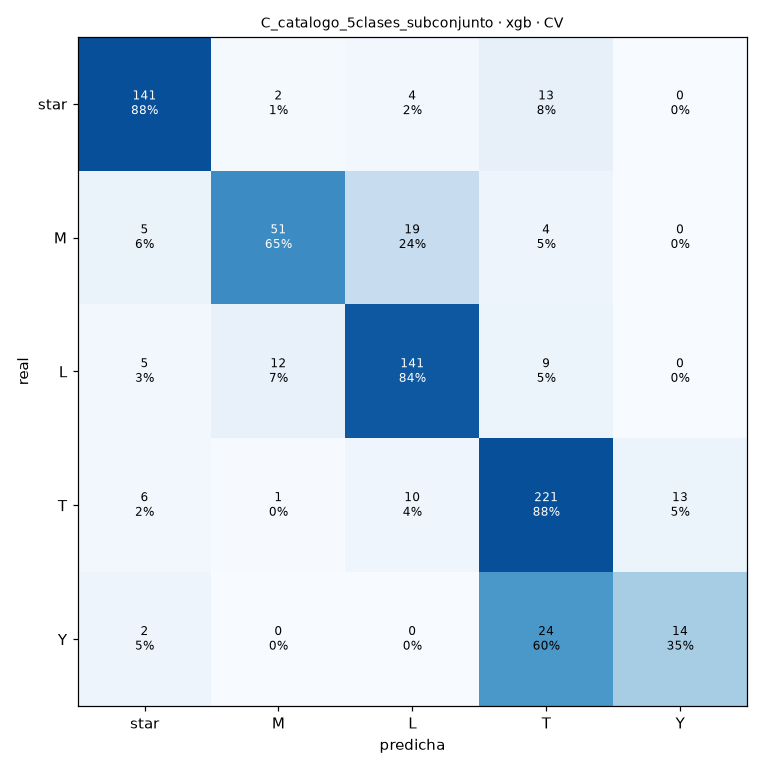 C_catalogo_5clases_subconjunto · xgb · CV
star
141 2 4 13 0
88% 1% 2% 8% 0%
M
5 51 19 4 0
6% 65% 24% 5% 0%
L
5 12 141 9 0
3% 7% 84% 5% 0%
real
T
6 1 10 221 13
2% 0% 4% 88% 5%
Y
2 0 0 24 14
5% 0% 0% 60% 35%
star M L T Y
predicha